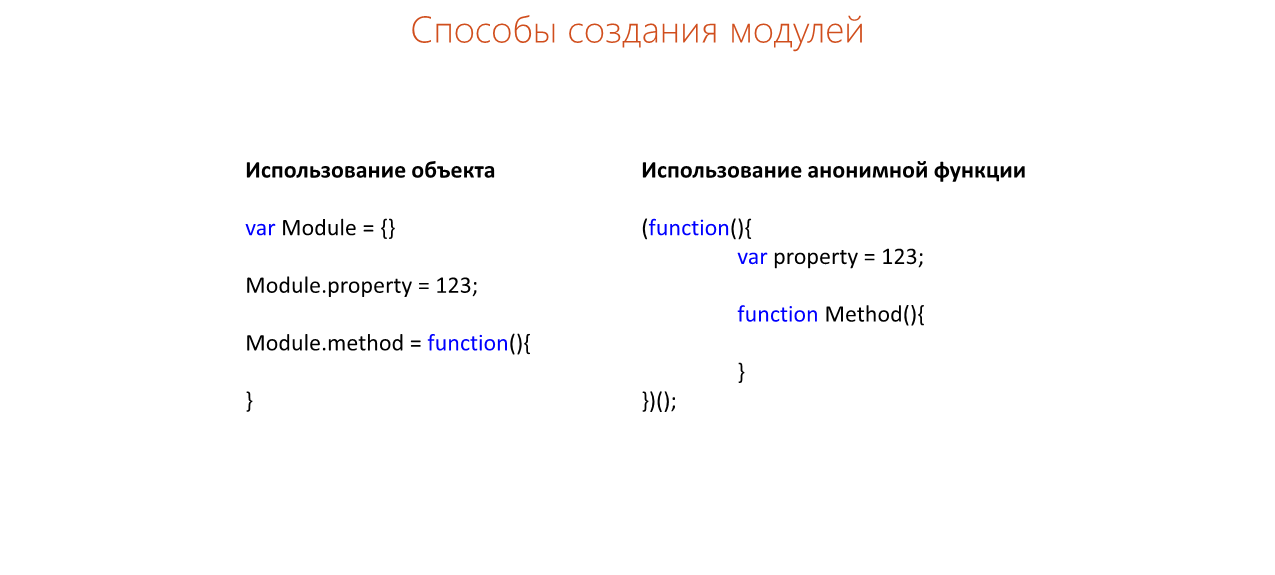 Способы создания модулей
Использование объекта
var Module = {}
Module.property = 123;
Module.method = function(){
}
Использование анонимной функции
(function(){
var property = 123;
function Method(){
}
})();